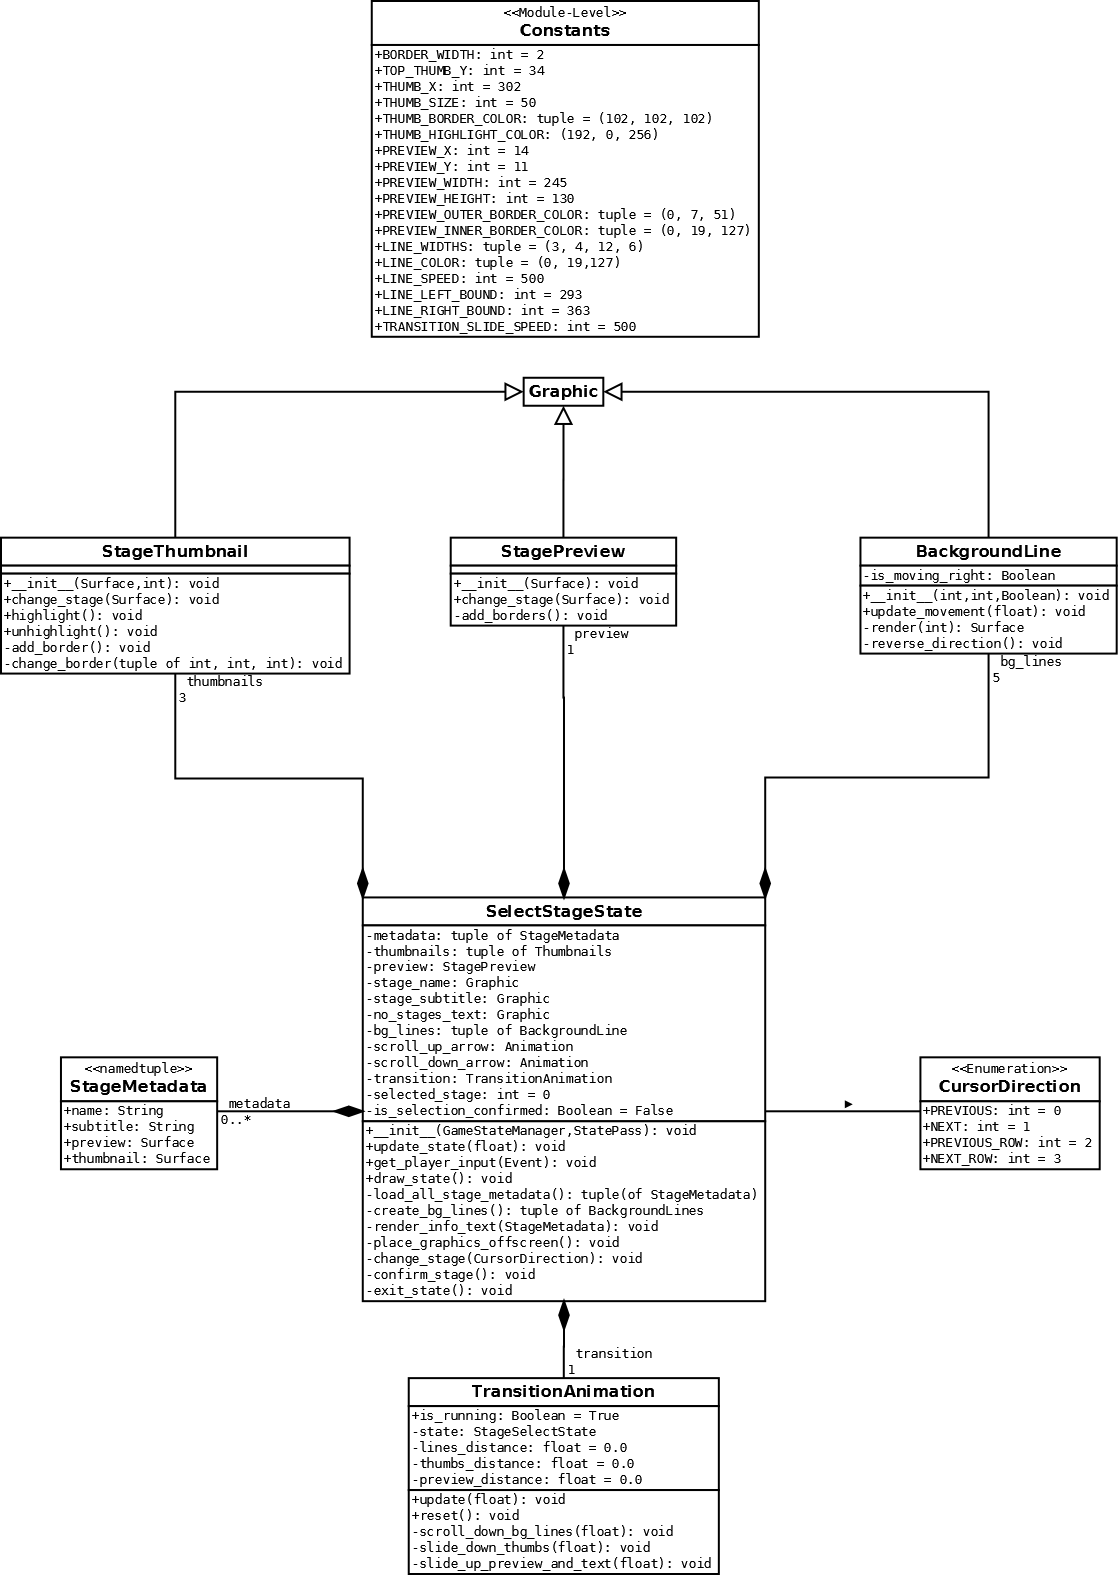 <<Module-Level>>
Constants
+BORDER_WIDTH: int = 2
+TOP_THUMB_Y: int = 34
+THUMB_X: int = 302
+THUMB_SIZE: int = 50
+THUMB_BORDER_COLOR: tuple = (102, 102, 102)
+THUMB_HIGHLIGHT_COLOR: (192, 0, 256)
+PREVIEW_X: int = 14
+PREVIEW_Y: int = 11
+PREVIEW_WIDTH: int = 245
+PREVIEW_HEIGHT: int = 130
+PREVIEW_OUTER_BORDER_COLOR: tuple = (0, 7, 51)
+PREVIEW_INNER_BORDER_COLOR: tuple = (0, 19, 127)
+LINE_WIDTHS: tuple = (3, 4, 12, 6)
+LINE_COLOR: tuple = (0, 19,127)
+LINE_SPEED: int = 500
+LINE_LEFT_BOUND: int = 293
+LINE_RIGHT_BOUND: int = 363
+TRANSITION_SLIDE_SPEED: int = 500
Graphic
StageThumbnail
+__init__(Surface,int): void
+change_stage(Surface): void
+highlight(): void
+unhighlight(): void
-add_border(): void
-change_border(tuple of int, int, int): void
thumbnails
3
StagePreview
+__init__(Surface): void
+change_stage(Surface): void
-add_borders(): void
preview
1
BackgroundLine
-is_moving_right: Boolean
+__init__(int,int,Boolean): void
+update_movement(float): void
-render(int): Surface
-reverse_direction(): void
bg_lines
5
SelectStageState
-metadata: tuple of StageMetadata
-thumbnails: tuple of Thumbnails
-preview: StagePreview
-stage_name: Graphic
-stage_subtitle: Graphic
-no_stages_text: Graphic
-bg_lines: tuple of BackgroundLine
-scroll_up_arrow: Animation
-scroll_down_arrow: Animation
-transition: TransitionAnimation
-selected_stage: int = 0
-is_selection_confirmed: Boolean = False
+__init__(GameStateManager,StatePass): void
+update_state(float): void
+get_player_input(Event): void
+draw_state(): void
-load_all_stage_metadata(): tuple(of StageMetadata)
-create_bg_lines(): tuple of BackgroundLines
-render_info_text(StageMetadata): void
-place_graphics_offscreen(): void
-change_stage(CursorDirection): void
-confirm_stage(): void
-exit_state(): void
<<namedtuple>>
StageMetadata
+name: String
+subtitle: String
+preview: Surface
+thumbnail: Surface
metadata
0..*
<<Enumeration>>
CursorDirection
+PREVIOUS: int = 0
+NEXT: int = 1
+PREVIOUS_ROW: int = 2
+NEXT_ROW: int = 3
transition
1
TransitionAnimation
+is_running: Boolean = True
-state: StageSelectState
-lines_distance: float = 0.0
-thumbs_distance: float = 0.0
-preview_distance: float = 0.0
+update(float): void
+reset(): void
-scroll_down_bg_lines(float): void
-slide_down_thumbs(float): void
-slide_up_preview_and_text(float): void